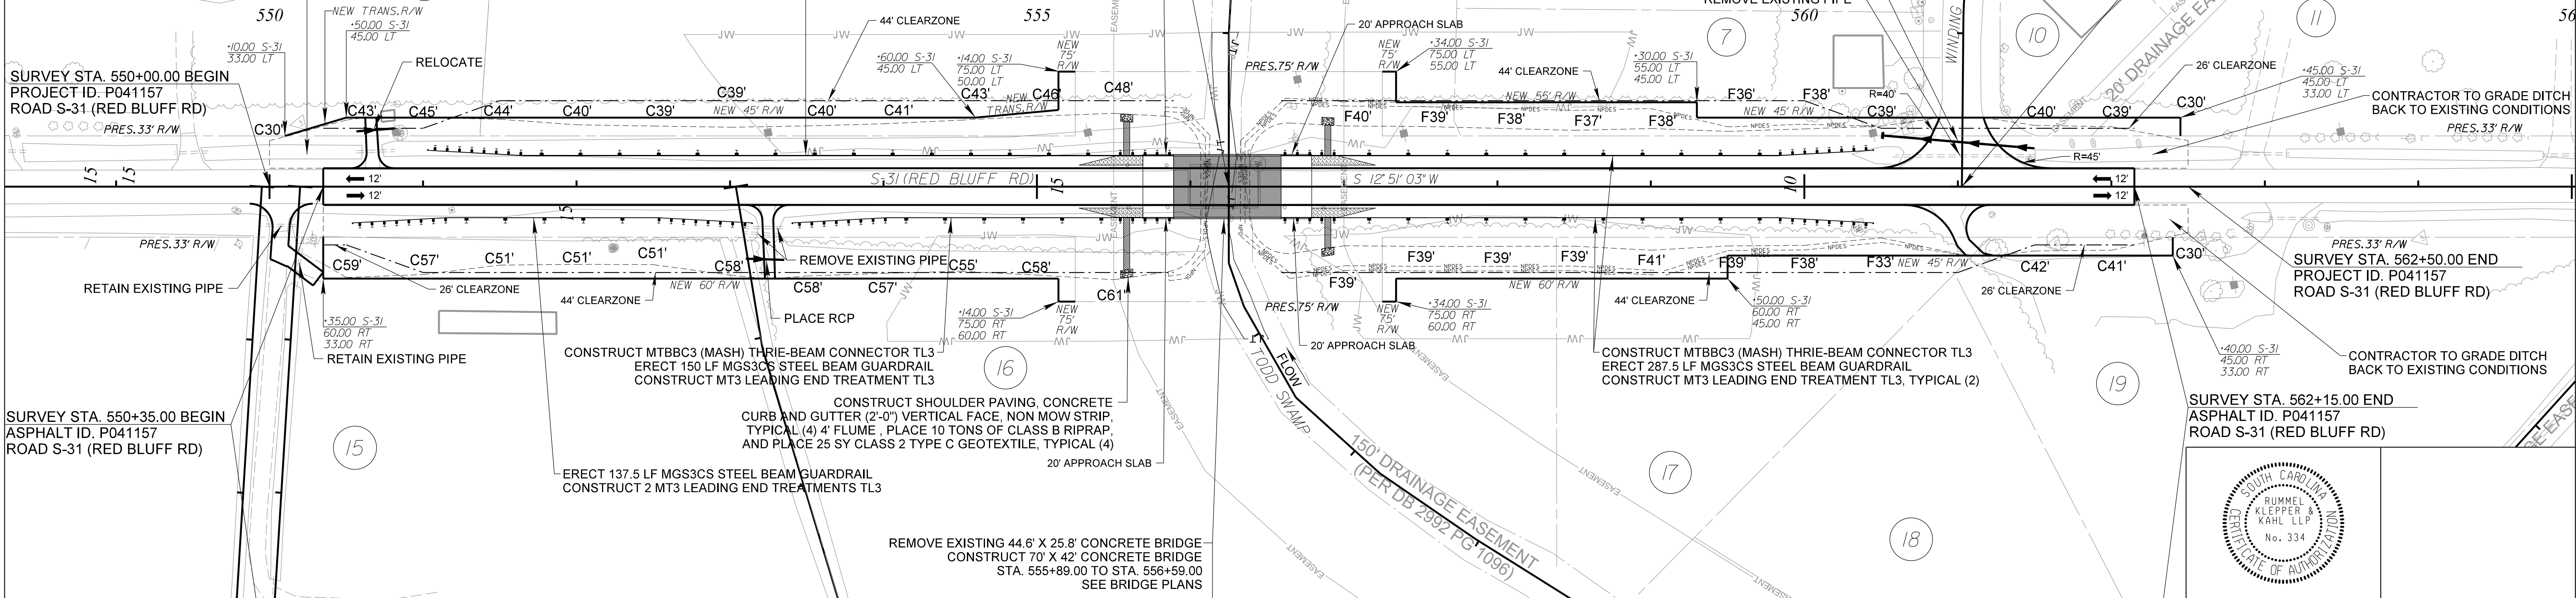 550
555
560
56
NEW TRANS.R/W
+50.00 S-31
45.00 LT
+10.00 S-31
33.00 LT
RELOCATE
44' CLEARZONE
+60.00 S-31
45.00 LT
+14.00 S-31
75.00 LT
50.00 LT
NEW
75'
R/W
EASEMENT
JW
20' APPROACH SLAB
PRES.75' R/W
NEW
75'
R/W
+34.00 S-31
75.00 LT
55.00 LT
44' CLEARZONE
+30.00 S-31
55.00 LT
45.00 LT
REMOVE EXISTING PIPE
7
WINDING
10
11
20' DRAINAGE EA
26' CLEARZONE
+45.00 S-31
45.00 LT
33.00 LT
CONTRACTOR TO GRADE DITCH
BACK TO EXISTING CONDITIONS
PRES.33' R/W
SURVEY STA. 550+00.00 BEGIN
PROJECT ID. P041157
ROAD S-31 (RED BLUFF RD)
PRES.33' R/W
C30'
C43'
18'
C45'
C44'
C40'
C39'
C39'
NEW 45' R/W
C40'
C41'
C43'
NEW
TRANS.R/W
C46'
C48'
F40'
F39'
NEW 55' R/W
F38'
F37'
F38'
F36'
NEW 45' R/W
F38'
C39'
R=40'
C40'
EASEMENT
C39'
C30'
NPDES
R=45'
15
15
12'
12'
S-31 (RED BLUFF RD)
15
S 12°51' 03" W
10
12'
12'
15
PRES.33' R/W
RETAIN EXISTING PIPE
C59'
C57'
C51'
C51'
C51'
C58'
REMOVE EXISTING PIPE
C55'
C58'
26' CLEARZONE
44' CLEARZONE
NEW 60' R/W
C58'
C57'
C61'
PRES.75' R/W
F39'
F39'
F39'
F39'
F41'
F39'
F38'
F33'
NEW 45' R/W
NEW 60' R/W
44' CLEARZONE
C42'
C41'
C30'
26' CLEARZONE
PRES.33' R/W
SURVEY STA. 562+50.00 END
PROJECT ID. P041157
ROAD S-31 (RED BLUFF RD)
+35.00 S-31
60.00 RT
33.00 RT
RETAIN EXISTING PIPE
PLACE RCP
+14.00 S-31
75.00 RT
60.00 RT
NEW
75'
R/W
NEW
75'
R/W
+34.00 S-31
75.00 RT
60.00 RT
+50.00 S-31
60.00 RT
45.00 RT
+40.00 S-31
45.00 RT
33.00 RT
CONTRACTOR TO GRADE DITCH
BACK TO EXISTING CONDITIONS
CONSTRUCT MTBBC3 (MASH) THRIE-BEAM CONNECTOR TL3
ERECT 150 LF MGS3CS STEEL BEAM GUARDRAIL
CONSTRUCT MT3 LEADING END TREATMENT TL3
16
20' APPROACH SLAB
FLOW
TODD SWAMP
CONSTRUCT MTBBC3 (MASH) THRIE-BEAM CONNECTOR TL3
ERECT 287.5 LF MGS3CS STEEL BEAM GUARDRAIL
CONSTRUCT MT3 LEADING END TREATMENT TL3, TYPICAL (2)
19
SURVEY STA. 550+35.00 BEGIN
ASPHALT ID. P041157
ROAD S-31 (RED BLUFF RD)
15
CONSTRUCT SHOULDER PAVING, CONCRETE
CURB AND GUTTER (2'-0") VERTICAL FACE, NON MOW STRIP,
TYPICAL (4) 4' FLUME , PLACE 10 TONS OF CLASS B RIPRAP,
AND PLACE 25 SY CLASS 2 TYPE C GEOTEXTILE, TYPICAL (4)
20' APPROACH SLAB
SURVEY STA. 562+15.00 END
ASPHALT ID. P041157
ROAD S-31 (RED BLUFF RD)
ERECT 137.5 LF MGS3CS STEEL BEAM GUARDRAIL
CONSTRUCT 2 MT3 LEADING END TREATMENTS TL3
150' DRAINAGE EASEMENT
(PER DB 2992 PG 1096)
17
18
EASEMENT
REMOVE EXISTING 44.6' X 25.8' CONCRETE BRIDGE
CONSTRUCT 70' X 42' CONCRETE BRIDGE
STA. 555+89.00 TO STA. 556+59.00
SEE BRIDGE PLANS
SOUTH CAROLINA
RUMMEL
KLEPPER &
KAHL LLP
No. 334
CERTIFICATE OF AUTHORIZATION